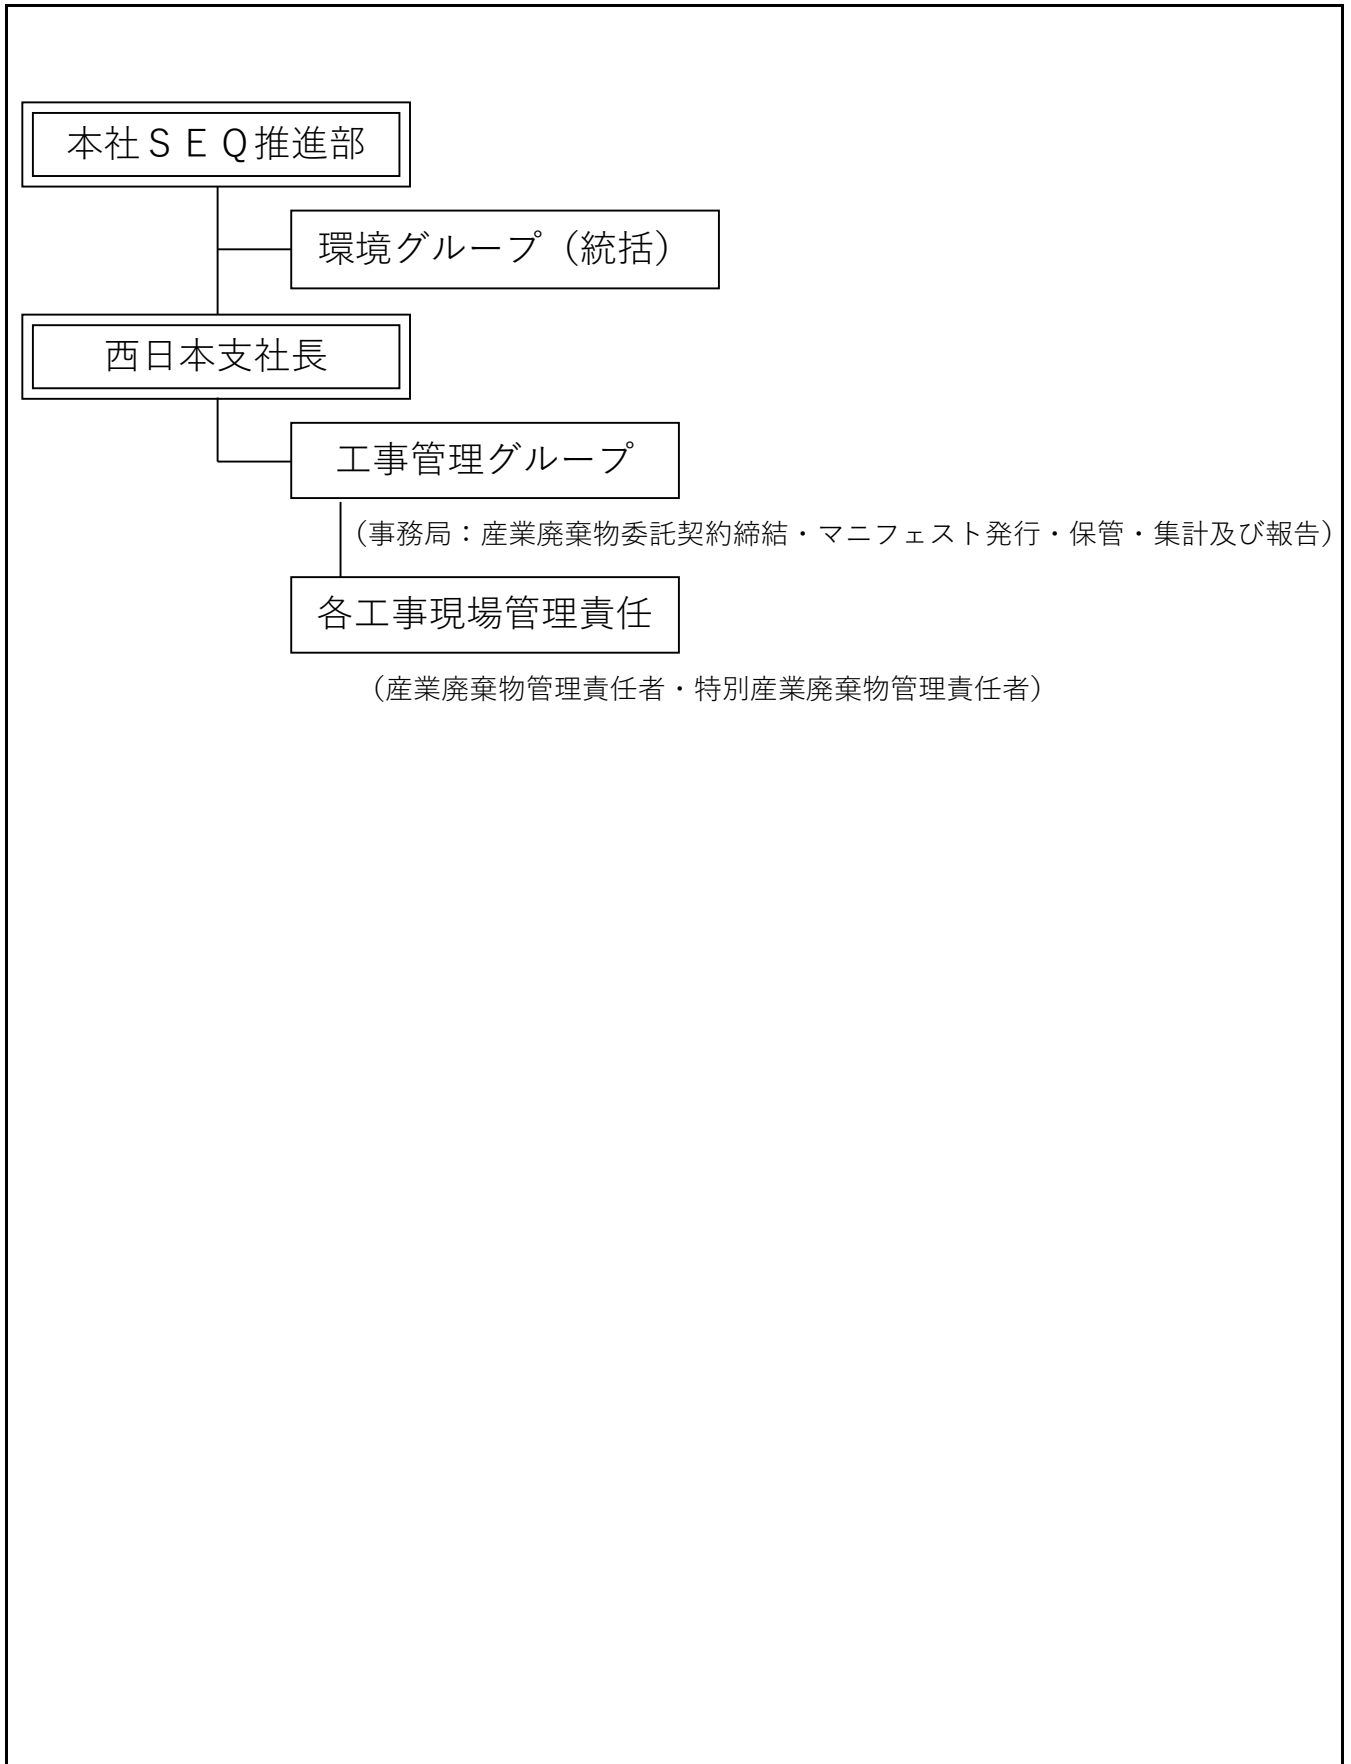 本社ＳＥＱ推進部
環境グループ（統括）
西日本支社長
工事管理グループ
（事務局：産業廃棄物委託契約締結・マニフェスト発行・保管・集計及び報告）
各工事現場管理責任
（産業廃棄物管理責任者・特別産業廃棄物管理責任者）